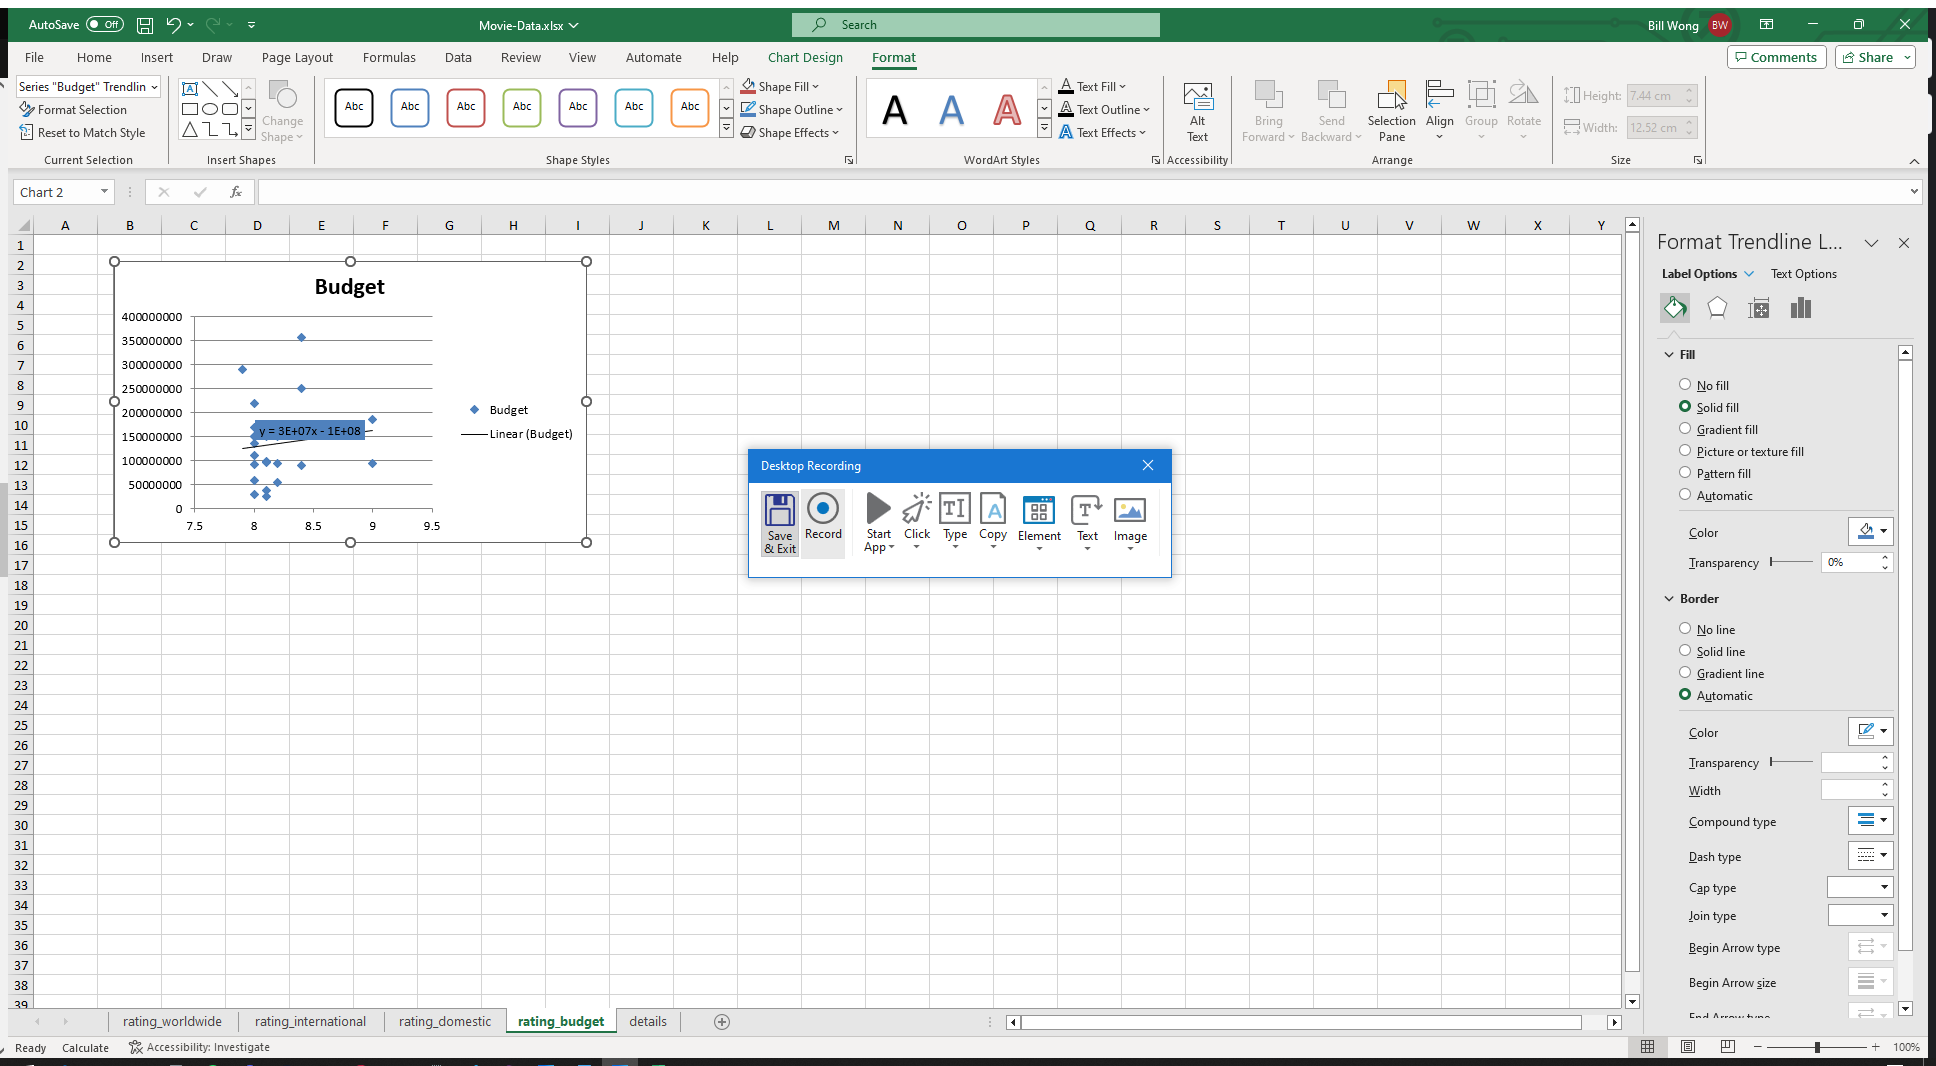 AutoSave Off Movie-Data.xlsx Search Bill Wong BW
File Home Insert Draw Page Layout Formulas Data Review View Automate Help Chart Design Format Comments Share
Series "Budget" Trendlin
Format Selection
Reset to Match Style
Current Selection
Change
Shape
Insert Shapes
Abc Abc Abc Abc Abc Abc Abc
Shape Fill
Shape Outline
Shape Effects
Shape Styles
A A A
Text Fill
Text Outline
Text Effects
WordArt Styles
Alt
Text
Accessibility
Bring
Forward
Send
Backward
Selection
Pane
Align
Group
Rotate
Arrange
Height: 7.44 cm
Width: 12.52 cm
Size
Chart 2 fx
A B C D E F G H I J K L M N O P Q R S T U V W X Y
1
2
3
4
5
6
7
8
9
10
11
12
13
14
15
16
17
18
19
20
21
22
23
24
25
26
27
28
29
30
31
32
33
34
35
36
37
38
39
Budget
400000000
350000000
300000000
250000000
200000000
150000000
100000000
50000000
0
7.5 8 8.5 9 9.5
y = 3E+07x - 1E+08
Budget
Linear (Budget)
Desktop Recording
Save
& Exit
Record
Start
App
Click
Type
Copy
Element
Text
Image
Format Trendline L...
Label Options Text Options
Fill
No fill
Solid fill
Gradient fill
Picture or texture fill
Pattern fill
Automatic
Color
Transparency 0%
Border
No line
Solid line
Gradient line
Automatic
Color
Transparency
Width
Compound type
Dash type
Cap type
Join type
Begin Arrow type
Begin Arrow size
End Arrow type
rating_worldwide rating_international rating_domestic rating_budget details
Ready Calculate Accessibility: Investigate 100%